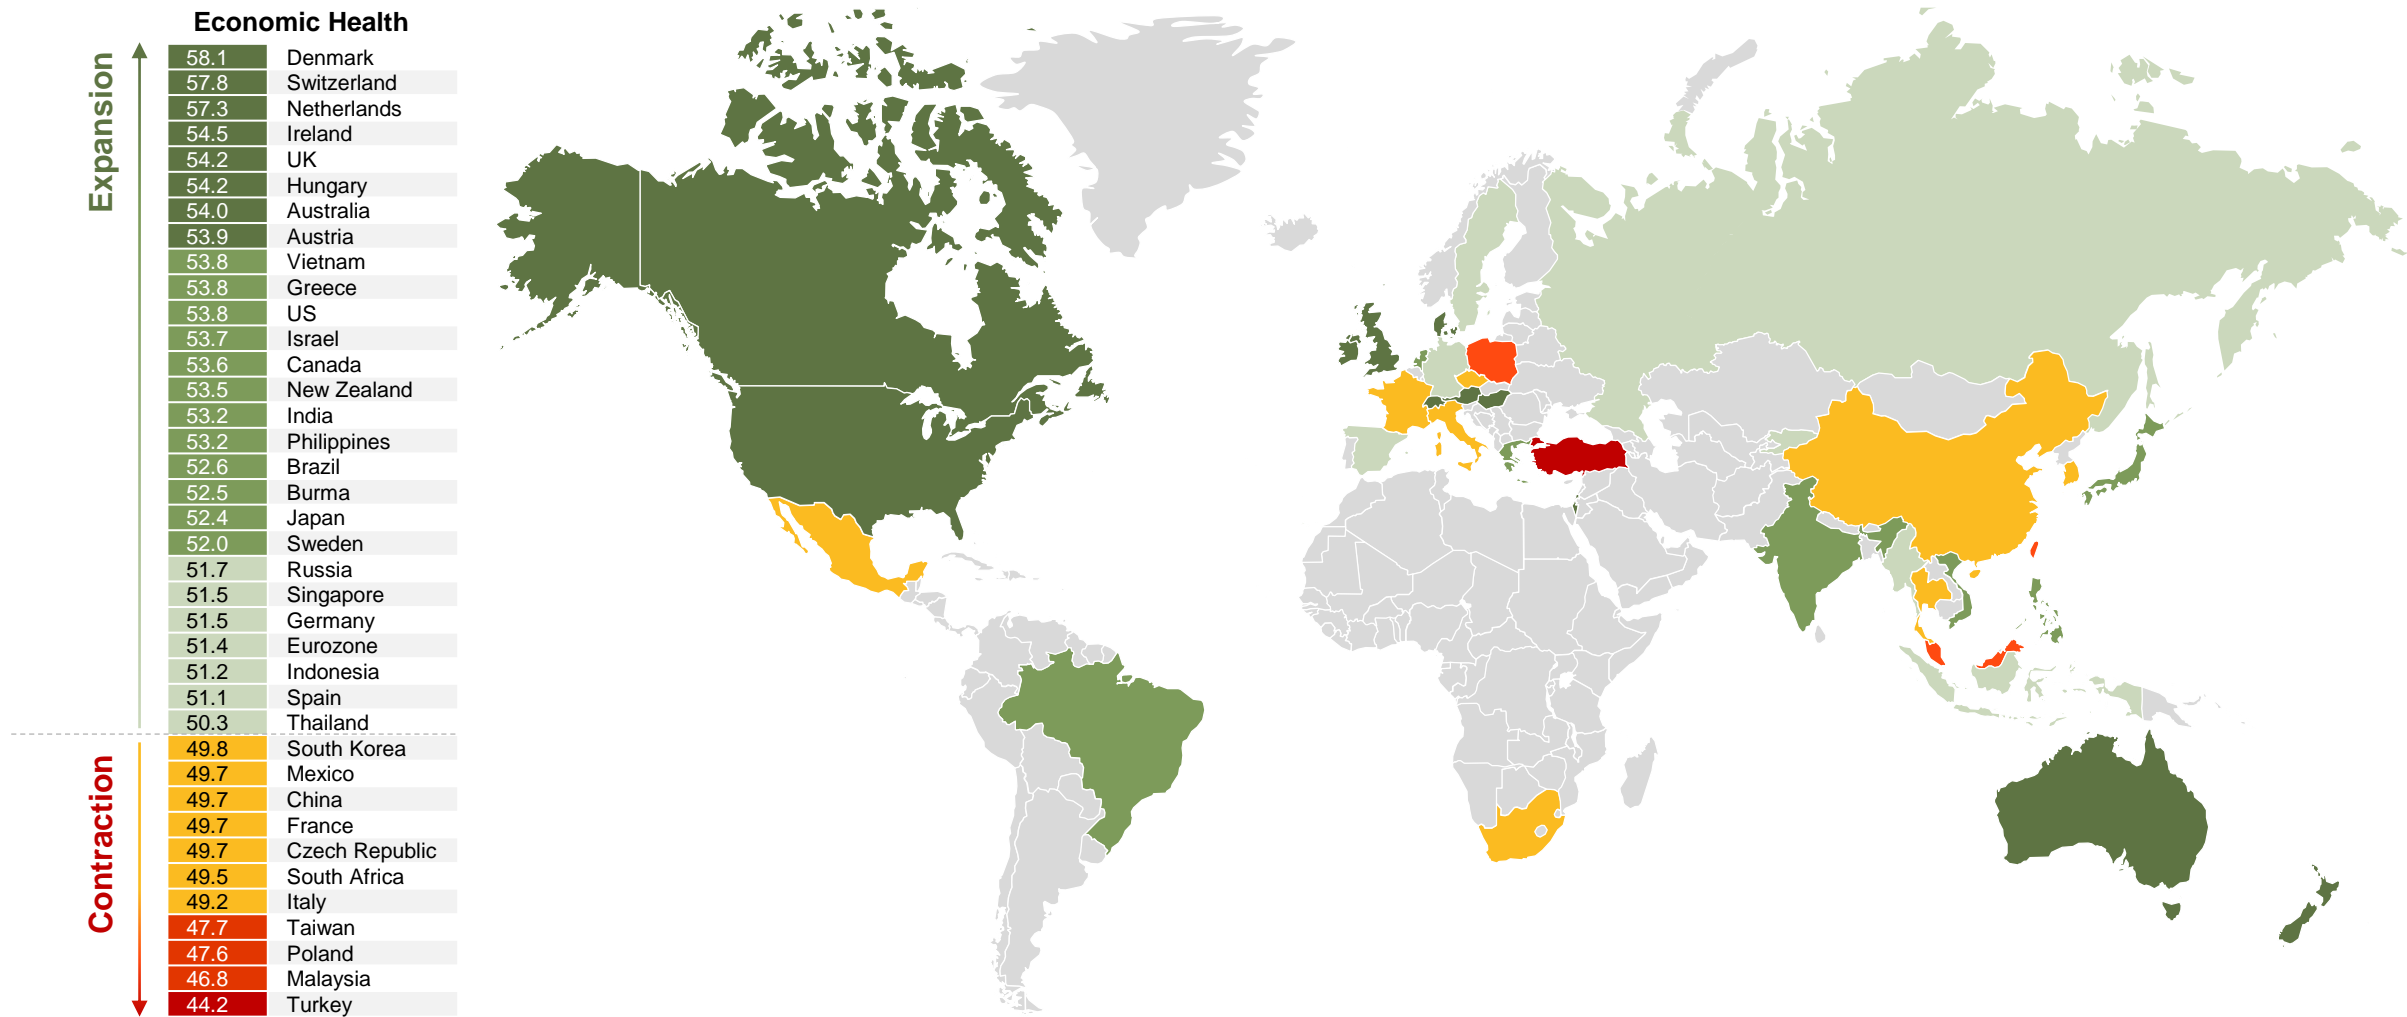 Economic Health
Expansion
58.1 Denmark
57.8 Switzerland
57.3 Netherlands
54.5 Ireland
54.2 UK
54.2 Hungary
54.0 Australia
53.9 Austria
53.8 Vietnam
53.8 Greece
53.8 US
53.7 Israel
53.6 Canada
53.5 New Zealand
53.2 India
53.2 Philippines
52.6 Brazil
52.5 Burma
52.4 Japan
52.0 Sweden
51.7 Russia
51.5 Singapore
51.5 Germany
51.4 Eurozone
51.2 Indonesia
51.1 Spain
50.3 Thailand
Contraction
49.8 South Korea
49.7 Mexico
49.7 China
49.7 France
49.7 Czech Republic
49.5 South Africa
49.2 Italy
47.7 Taiwan
47.6 Poland
46.8 Malaysia
44.2 Turkey